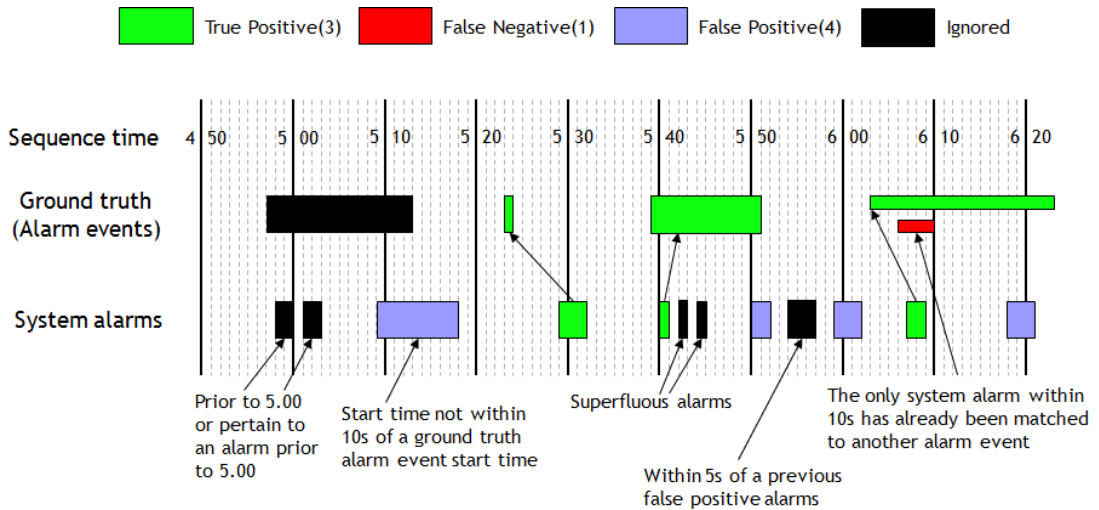 True Positive(3) False Negative(1) False Positive(4) Ignored
Sequence time 4 50 5 00 5 10 5 20 5 30 5 40 5 50 6 00 6 10 6 20
Ground truth
(Alarm events)
System alarms
Prior to 5.00
or pertain to
an alarm prior
to 5.00
Start time not within
10s of a ground truth
alarm event start time
Superfluous alarms
Within 5s of a previous
false positive alarms
The only system alarm within
10s has already been matched
to another alarm event